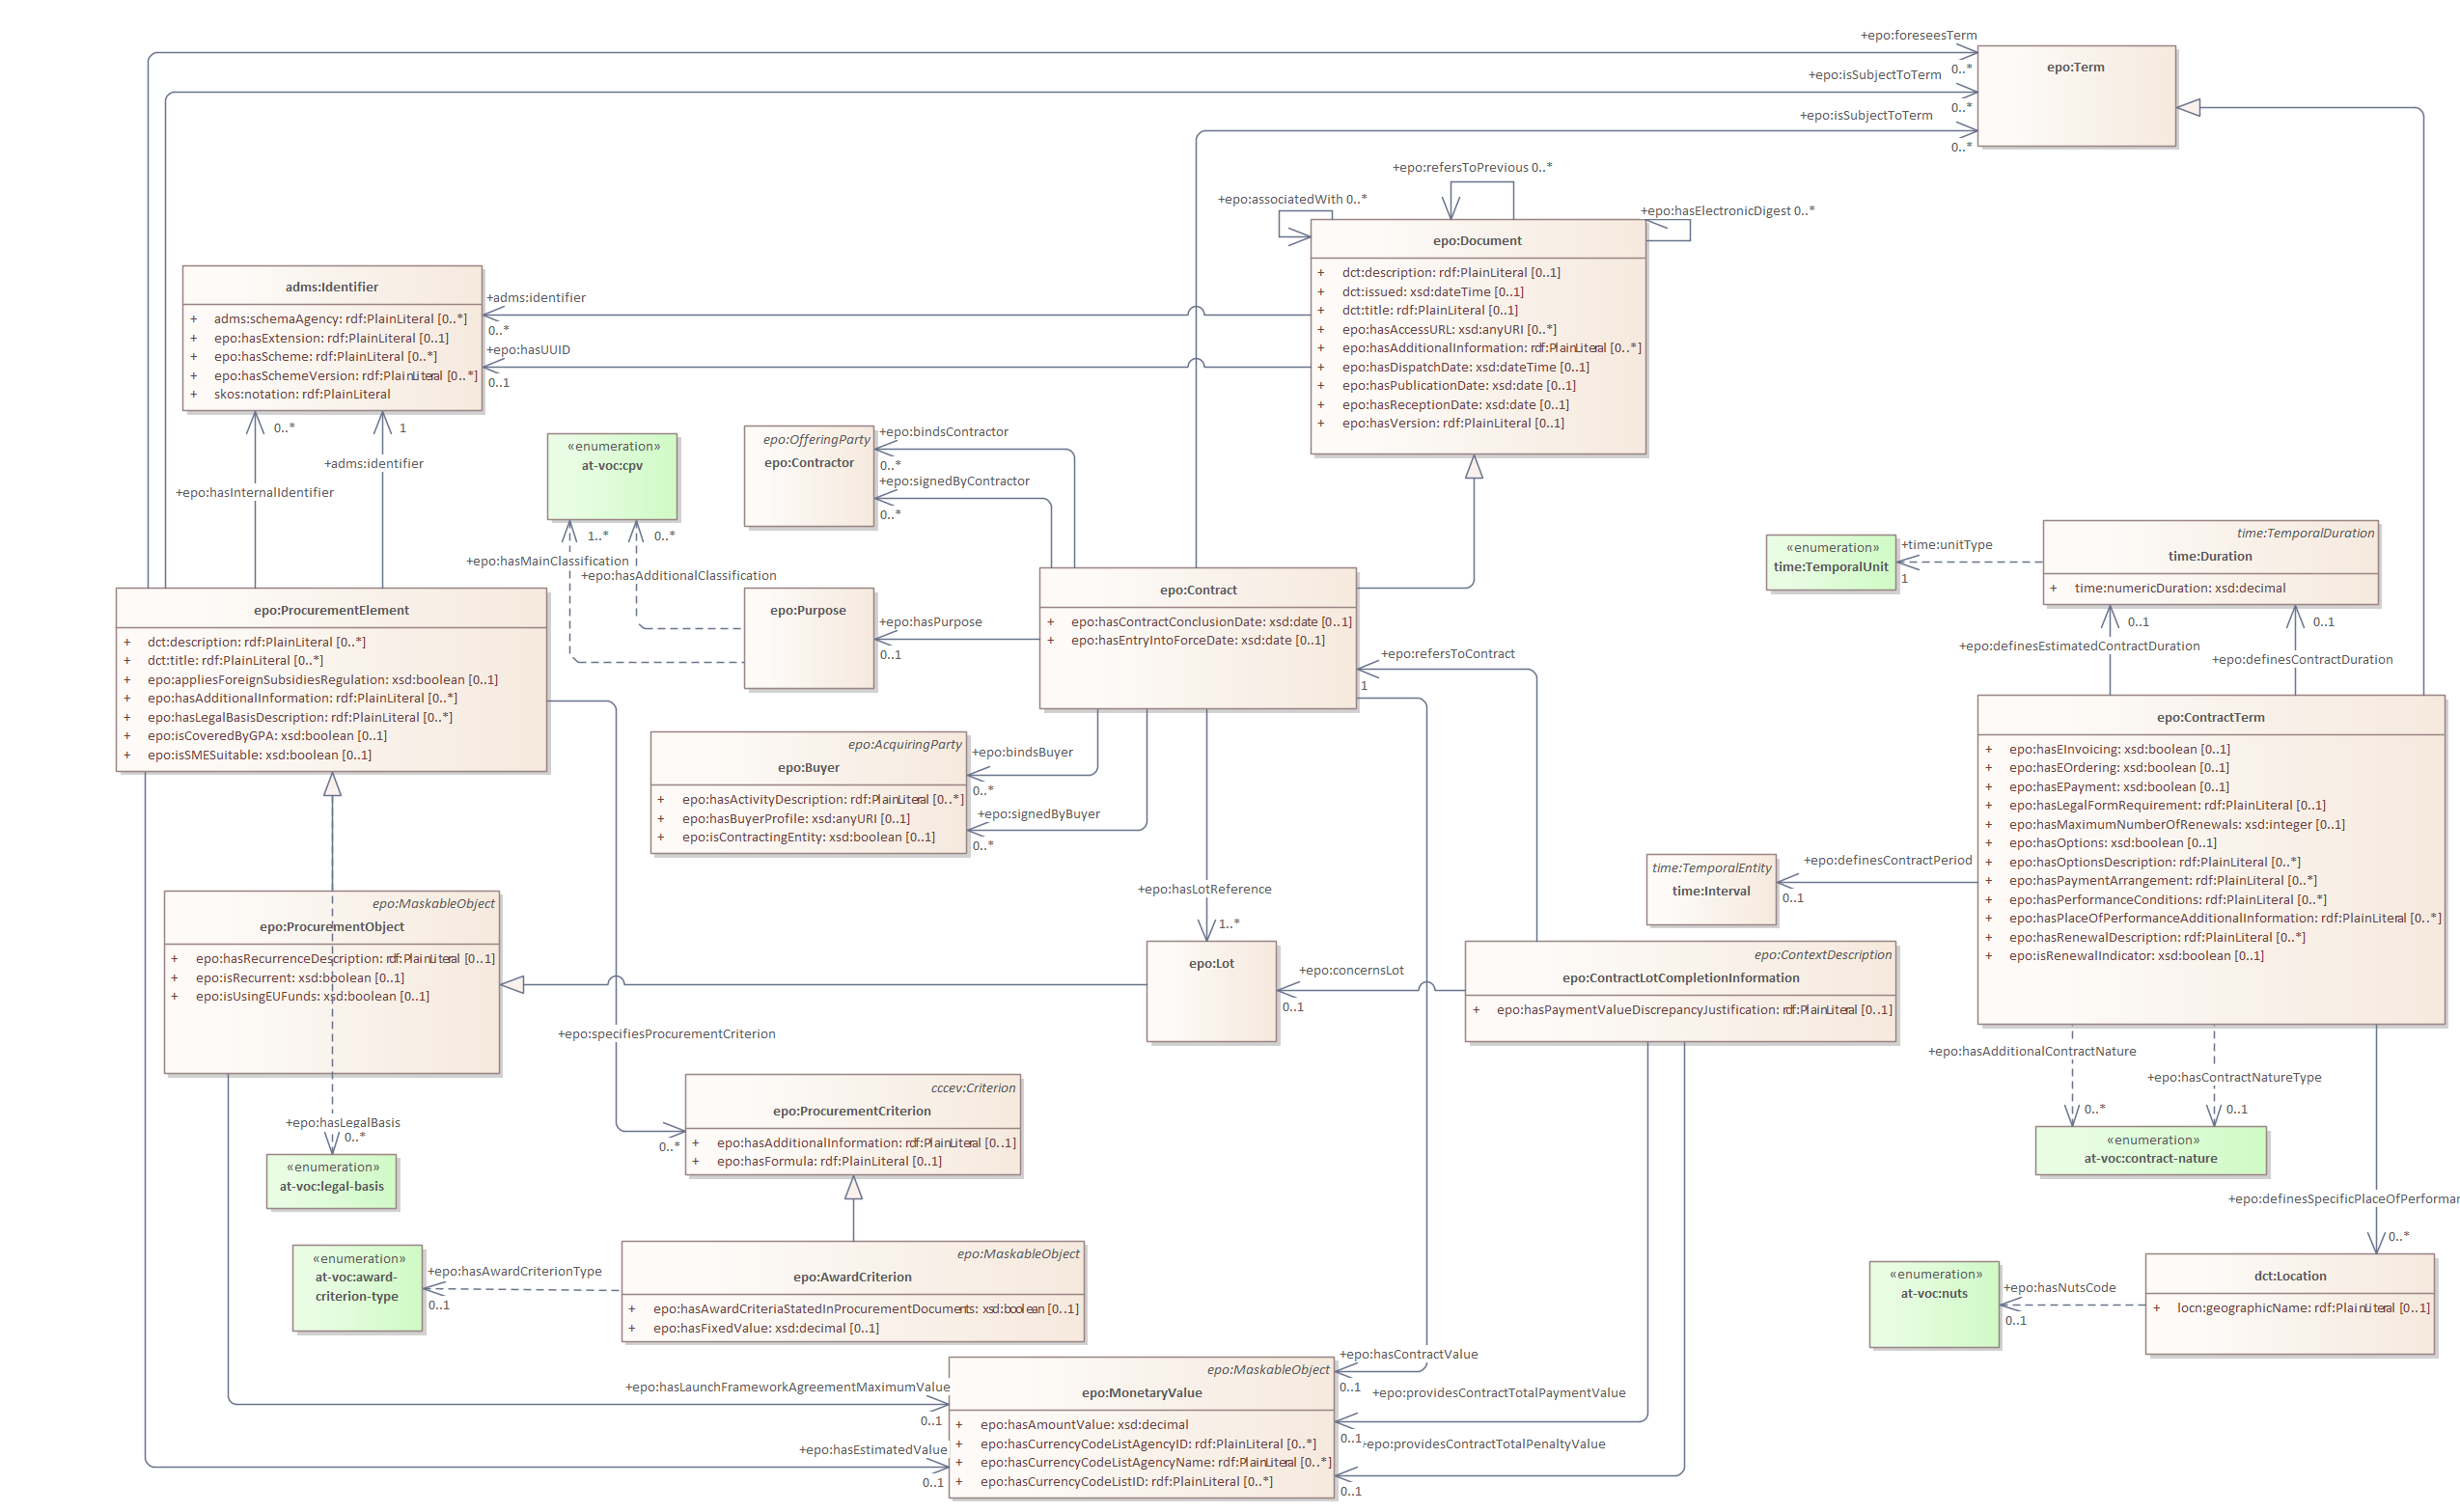 +epo:foreseesTerm
0..*
+epo:isSubjectToTerm
0..*
+epo:isSubjectToTerm
0..*
epo:Term
+epo:refersToPrevious 0..*
+epo:associatedWith 0..*
+epo:hasElectronicDigest 0..*
epo:Document
+ dct:description: rdf:PlainLiteral [0..1]
+ dct:issued: xsd:dateTime [0..1]
+ dct:title: rdf:PlainLiteral [0..1]
+ epo:hasAccessURL: xsd:anyURI [0..*]
+ epo:hasAdditionalInformation: rdf:PlainLiteral [0..*]
+ epo:hasDispatchDate: xsd:dateTime [0..1]
+ epo:hasPublicationDate: xsd:date [0..1]
+ epo:hasReceptionDate: xsd:date [0..1]
+ epo:hasVersion: rdf:PlainLiteral [0..1]
adms:Identifier
+ adms:schemaAgency: rdf:PlainLiteral [0..*]
+ epo:hasExtension: rdf:PlainLiteral [0..1]
+ epo:hasScheme: rdf:PlainLiteral [0..*]
+ epo:hasSchemeVersion: rdf:PlainLiteral [0..*]
+ skos:notation: rdf:PlainLiteral
+adms:identifier
0..*
+epo:hasUUID
0..1
0..*
1
+adms:identifier
+epo:hasInternalIdentifier
«enumeration»
at-voc:cpv
1..*
0..*
+epo:hasMainClassification
+epo:hasAdditionalClassification
epo:OfferingParty
epo:Contractor
+epo:bindsContractor
0..*
+epo:signedByContractor
0..*
«enumeration»
time:TemporalUnit
+time:unitType
1
time:TemporalDuration
time:Duration
+ time:numericDuration: xsd:decimal
0..1
0..1
+epo:definesEstimatedContractDuration
+epo:definesContractDuration
epo:ProcurementElement
+ dct:description: rdf:PlainLiteral [0..*]
+ dct:title: rdf:PlainLiteral [0..*]
+ epo:appliesForeignSubsidiesRegulation: xsd:boolean [0..1]
+ epo:hasAdditionalInformation: rdf:PlainLiteral [0..*]
+ epo:hasLegalBasisDescription: rdf:PlainLiteral [0..*]
+ epo:isCoveredByGPA: xsd:boolean [0..1]
+ epo:isSMESuitable: xsd:boolean [0..1]
epo:Purpose
+epo:hasPurpose
0..1
epo:Contract
+ epo:hasContractConclusionDate: xsd:date [0..1]
+ epo:hasEntryIntoForceDate: xsd:date [0..1]
+epo:refersToContract
1
epo:AcquiringParty
epo:Buyer
+ epo:hasActivityDescription: rdf:PlainLiteral [0..*]
+ epo:hasBuyerProfile: xsd:anyURI [0..1]
+ epo:isContractingEntity: xsd:boolean [0..1]
+epo:bindsBuyer
0..*
+epo:signedByBuyer
0..*
epo:ContractTerm
+ epo:hasEInvoicing: xsd:boolean [0..1]
+ epo:hasEOrdering: xsd:boolean [0..1]
+ epo:hasEPayment: xsd:boolean [0..1]
+ epo:hasLegalFormRequirement: rdf:PlainLiteral [0..1]
+ epo:hasMaximumNumberOfRenewals: xsd:integer [0..1]
+ epo:hasOptions: xsd:boolean [0..1]
+ epo:hasOptionsDescription: rdf:PlainLiteral [0..*]
+ epo:hasPaymentArrangement: rdf:PlainLiteral [0..*]
+ epo:hasPerformanceConditions: rdf:PlainLiteral [0..*]
+ epo:hasPlaceOfPerformanceAdditionalInformation: rdf:PlainLiteral [0..*]
+ epo:hasRenewalDescription: rdf:PlainLiteral [0..*]
+ epo:isRenewalIndicator: xsd:boolean [0..1]
time:TemporalEntity
time:Interval
+epo:definesContractPeriod
0..1
+epo:hasLotReference
1..*
epo:MaskableObject
epo:ProcurementObject
+ epo:hasRecurrenceDescription: rdf:PlainLiteral [0..1]
+ epo:isRecurrent: xsd:boolean [0..1]
+ epo:isUsingEUFunds: xsd:boolean [0..1]
epo:Lot
+epo:concernsLot
0..1
epo:ContextDescription
epo:ContractLotCompletionInformation
+ epo:hasPaymentValueDiscrepancyJustification: rdf:PlainLiteral [0..1]
+epo:specifiesProcurementCriterion
0..*
cccev:Criterion
epo:ProcurementCriterion
+ epo:hasAdditionalInformation: rdf:PlainLiteral [0..1]
+ epo:hasFormula: rdf:PlainLiteral [0..1]
+epo:hasLegalBasis
0..*
«enumeration»
at-voc:legal-basis
+epo:hasAdditionalContractNature
+epo:hasContractNatureType
0..*
0..1
«enumeration»
at-voc:contract-nature
+epo:definesSpecificPlaceOfPerformar
0..*
«enumeration»
at-voc:award-
criterion-type
+epo:hasAwardCriterionType
0..1
epo:MaskableObject
epo:AwardCriterion
+ epo:hasAwardCriteriaStatedInProcurementDocuments: xsd:boolean [0..1]
+ epo:hasFixedValue: xsd:decimal [0..1]
«enumeration»
at-voc:nuts
+epo:hasNutsCode
0..1
dct:Location
+ locn:geographicName: rdf:PlainLiteral [0..1]
+epo:hasLaunchFrameworkAgreementMaximumValue
0..1
+epo:hasEstimatedValue
0..1
epo:MaskableObject
epo:MonetaryValue
+ epo:hasAmountValue: xsd:decimal
+ epo:hasCurrencyCodeListAgencyID: rdf:PlainLiteral [0..*]
+ epo:hasCurrencyCodeListAgencyName: rdf:PlainLiteral [0..*]
+ epo:hasCurrencyCodeListID: rdf:PlainLiteral [0..*]
+epo:hasContractValue
0..1
+epo:providesContractTotalPaymentValue
0..1
+epo:providesContractTotalPenaltyValue
0..1